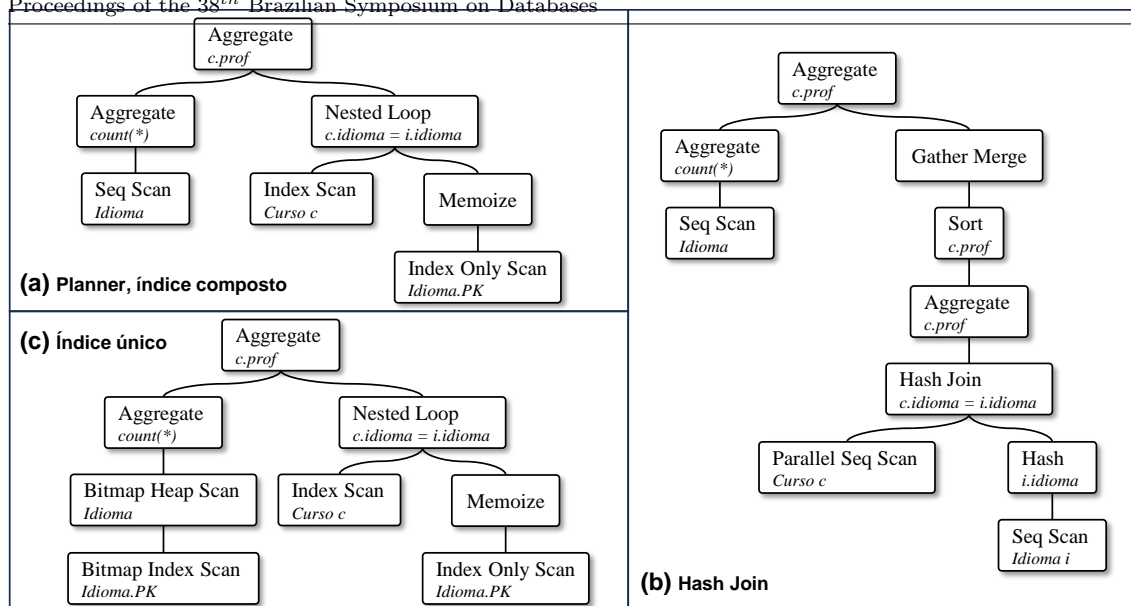 Proceedings of the 38th Brazilian Symposium on Databases
Aggregate
c.prof
Aggregate
count(*)
Nested Loop
c.idioma = i.idioma
Seq Scan
Idioma
Index Scan
Curso c
Memoize
Index Only Scan
Idioma.PK
(a) Planner, índice composto
(c) Índice único
Aggregate
c.prof
Aggregate
count(*)
Nested Loop
c.idioma = i.idioma
Bitmap Heap Scan
Idioma
Index Scan
Curso c
Memoize
Bitmap Index Scan
Idioma.PK
Index Only Scan
Idioma.PK
Aggregate
c.prof
Aggregate
count(*)
Gather Merge
Seq Scan
Idioma
Sort
c.prof
Aggregate
c.prof
Hash Join
c.idioma = i.idioma
Parallel Seq Scan
Curso c
Hash
i.idioma
Seq Scan
Idioma i
(b) Hash Join